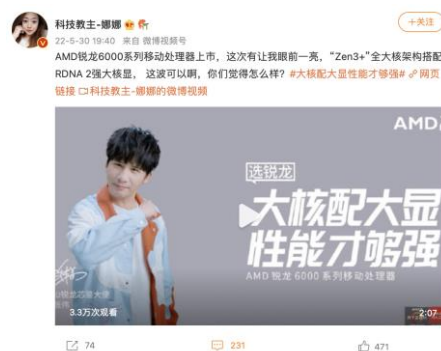 科技教主-娜娜
+关注
22-5-30 19:40 来自 微博视频号
AMD锐龙6000系列移动处理器上市，这次有让我眼前一亮，“Zen3+”全大核架构搭配
RDNA 2强大核显， 这波可以啊，你们觉得怎么样？#大核配大显性能才够强# 网页
链接 科技教主-娜娜的微博视频
AMD
选锐龙
大核配大显
性能才够强
AMD 锐龙 6000 系列移动处理器
3.3万次观看
2:07
74
231
471